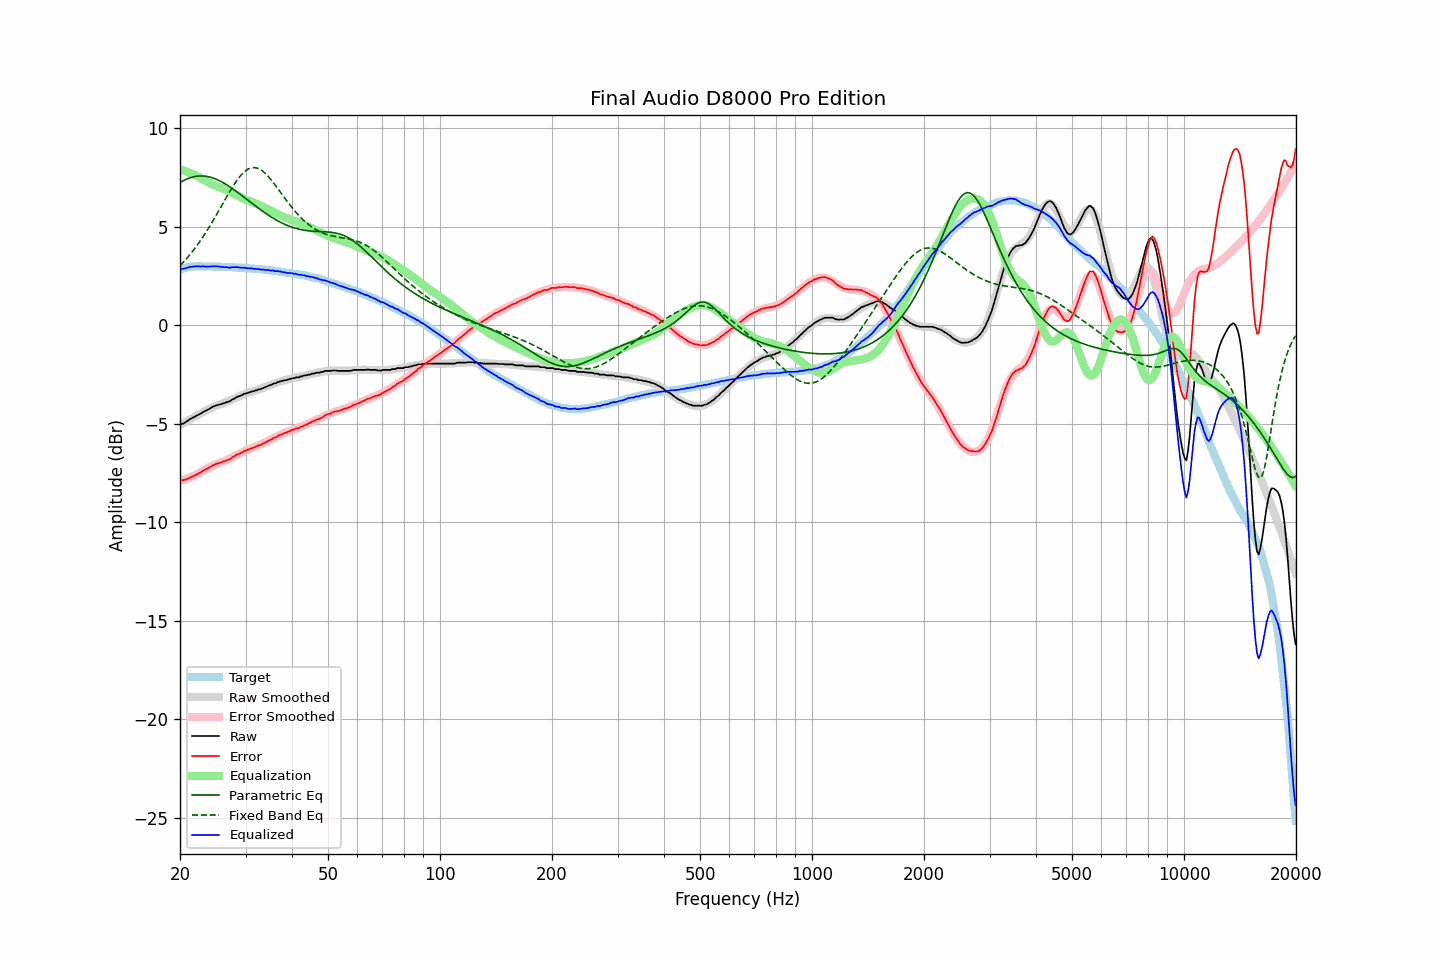 Final Audio D8000 Pro Edition
10
5
0
−5
−10
−15
−20
−25
Amplitude (dBr)
Target
Raw Smoothed
Error Smoothed
Raw
Error
Equalization
Parametric Eq
Fixed Band Eq
Equalized
20 50 100 200 500 1000 2000 5000 10000 20000
Frequency (Hz)